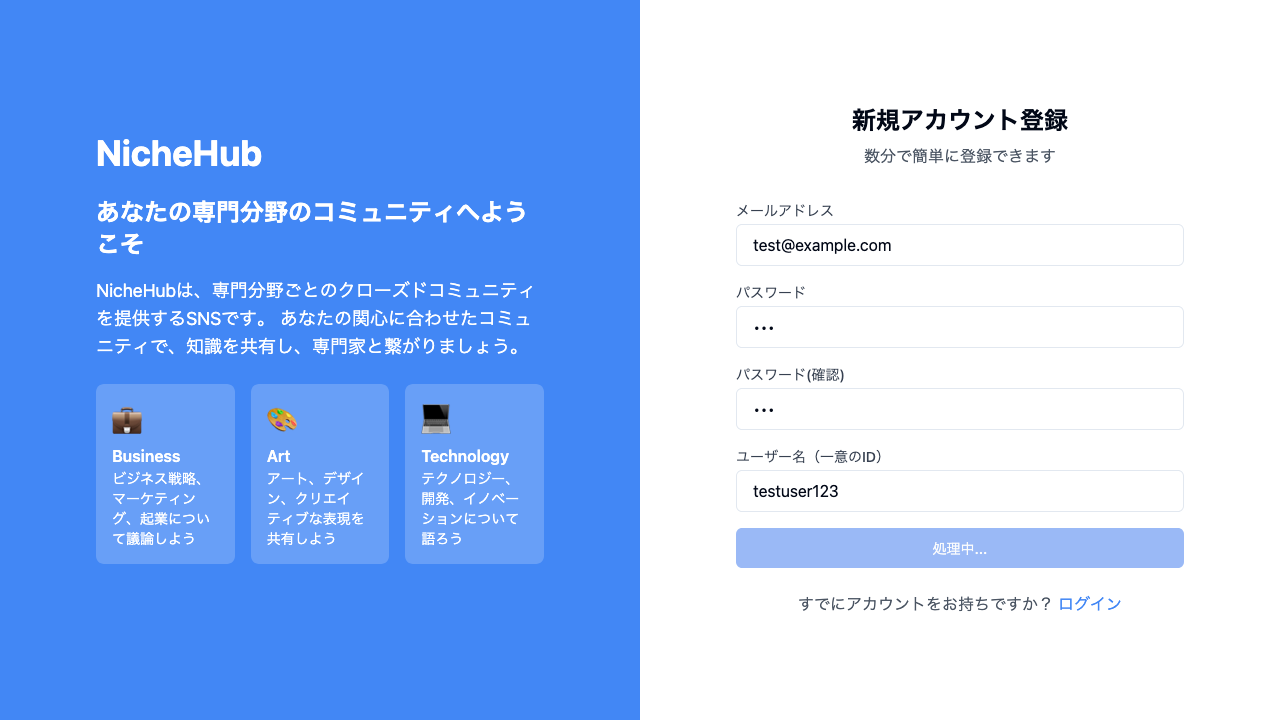 NicheHub
あなたの専門分野のコミュニティへよう
こそ
NicheHubは、専門分野ごとのクローズドコミュニティ
を提供するSNSです。 あなたの関心に合わせたコミュ
ニティで、知識を共有し、専門家と繋がりましょう。
Business
ビジネス戦略、
マーケティン
グ、起業につい
て議論しよう
Art
アート、デザイ
ン、クリエイ
ティブな表現を
共有しよう
Technology
テクノロジー、
開発、イノベー
ションについて
語ろう
新規アカウント登録
数分で簡単に登録できます
メールアドレス
test@example.com
パスワード
•••
パスワード(確認)
•••
ユーザー名（一意のID）
testuser123
処理中...
すでにアカウントをお持ちですか？ ログイン